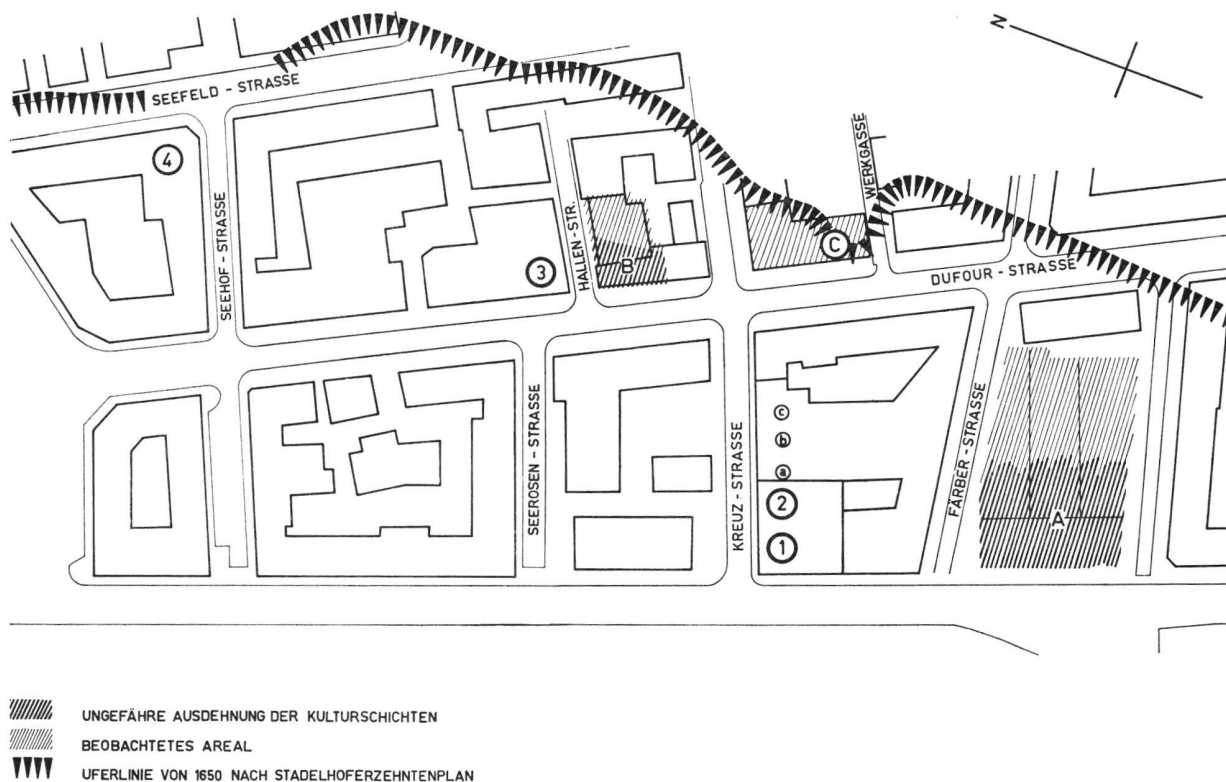 N
SEEFELD - STRASSE
WERKGASSE
4
SEEHOF - STRASSE
3
HALLEN - STR.
B
C
DUFOUR - STRASSE
SEEROSEN - STRASSE
KREUZ - STRASSE
c
b
a
2
1
FÄRBER - STRASSE
A
UNGEFÄHRE AUSDEHNUNG DER KULTURSCHICHTEN
BEOBACHTETES AREAL
UFERLINIE VON 1650 NACH STADELHOFERZEHNTENPLAN